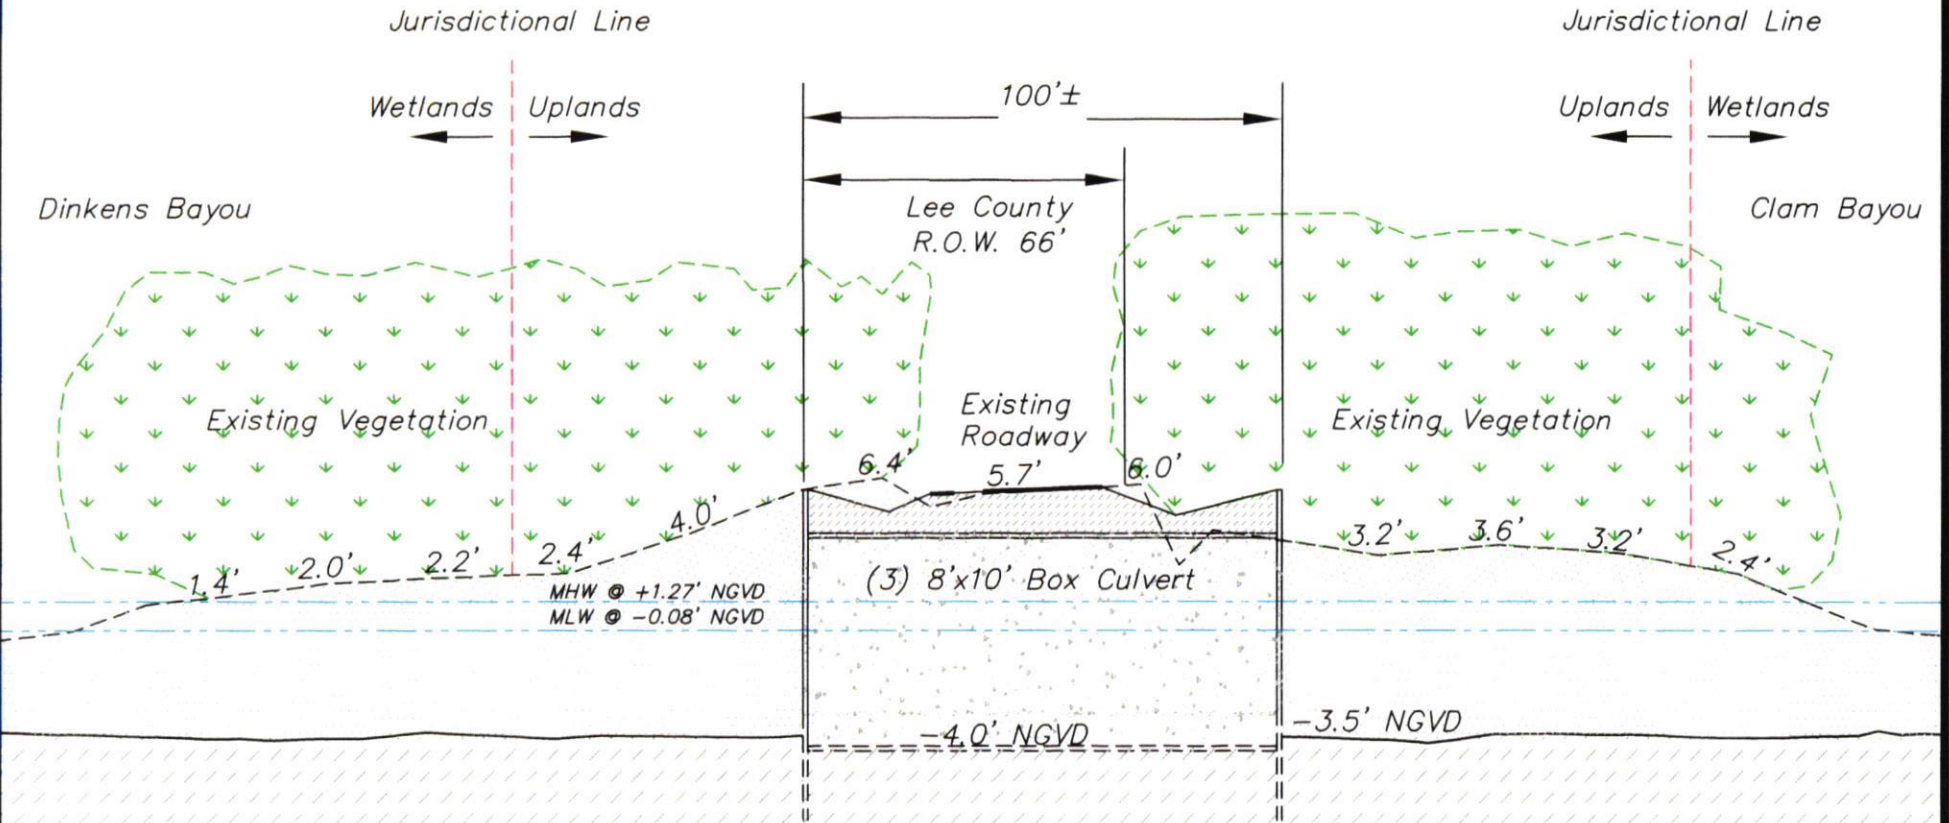 Jurisdictional Line
Jurisdictional Line
Wetlands
Uplands
100'±
Uplands
Wetlands
Dinkens Bayou
Lee County
R.O.W. 66'
Clam Bayou
Existing Vegetation
Existing
Roadway
Existing Vegetation
6.4'
5.7'
6.0'
4.0'
1.4'
2.0'
2.2'
2.4'
3.2'
3.6'
3.2'
2.4'
MHW @ +1.27' NGVD
MLW @ -0.08' NGVD
(3) 8'x10' Box Culvert
-4.0' NGVD
-3.5' NGVD